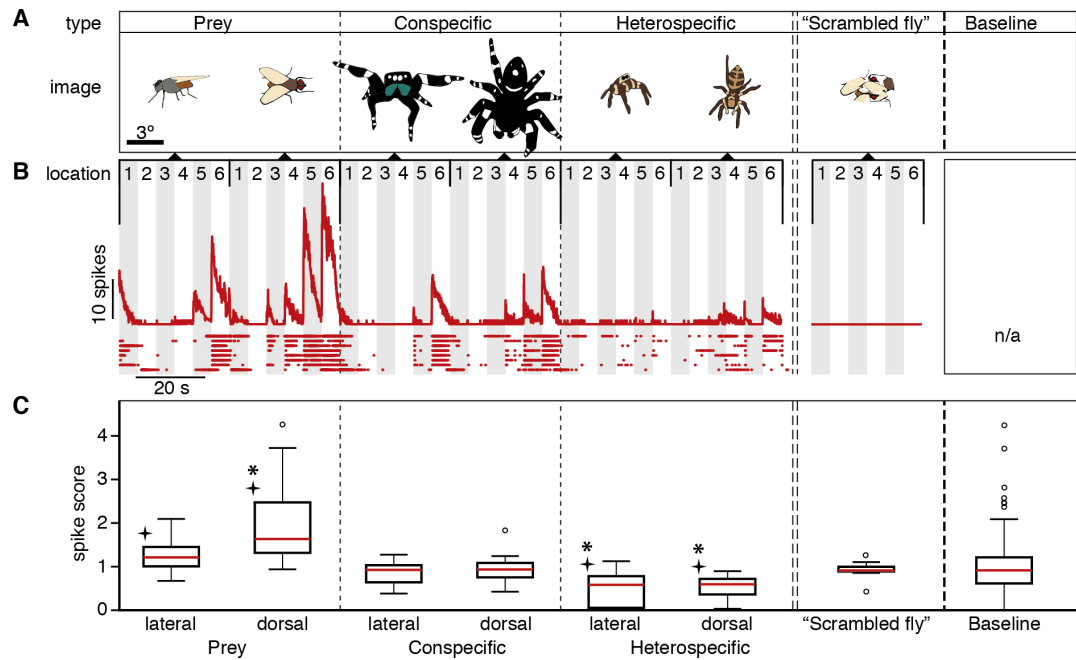 A type Prey Conspecific Heterospecific “Scrambled fly” Baseline
image
3º
B location 1 2 3 4 5 6 1 2 3 4 5 6 1 2 3 4 5 6 1 2 3 4 5 6 1 2 3 4 5 6 1 2 3 4 5 6 1 2 3 4 5 6
10 spikes
n/a
20 s
C
4
3
2
1
0
spike score
* *
*
lateral dorsal lateral dorsal lateral dorsal “Scrambled fly” Baseline
Prey Conspecific Heterospecific